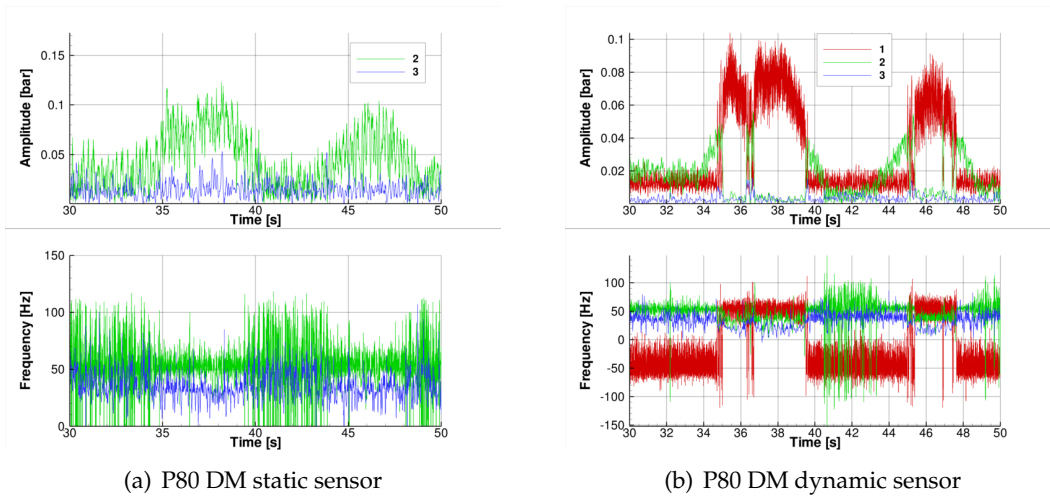 Amplitude [bar]
0.15
0.1
0.05
2
3
30 35 40 45 50
Time [s]
Frequency [Hz]
150
100
50
0
30 35 40 45 50
Time [s]
(a) P80 DM static sensor
Amplitude [bar]
0.1
0.08
0.06
0.04
0.02
1
2
3
30 32 34 36 38 40 42 44 46 48 50
Time [s]
Frequency [Hz]
100
50
0
-50
-100
-150
30 32 34 36 38 40 42 44 46 48 50
Time [s]
(b) P80 DM dynamic sensor